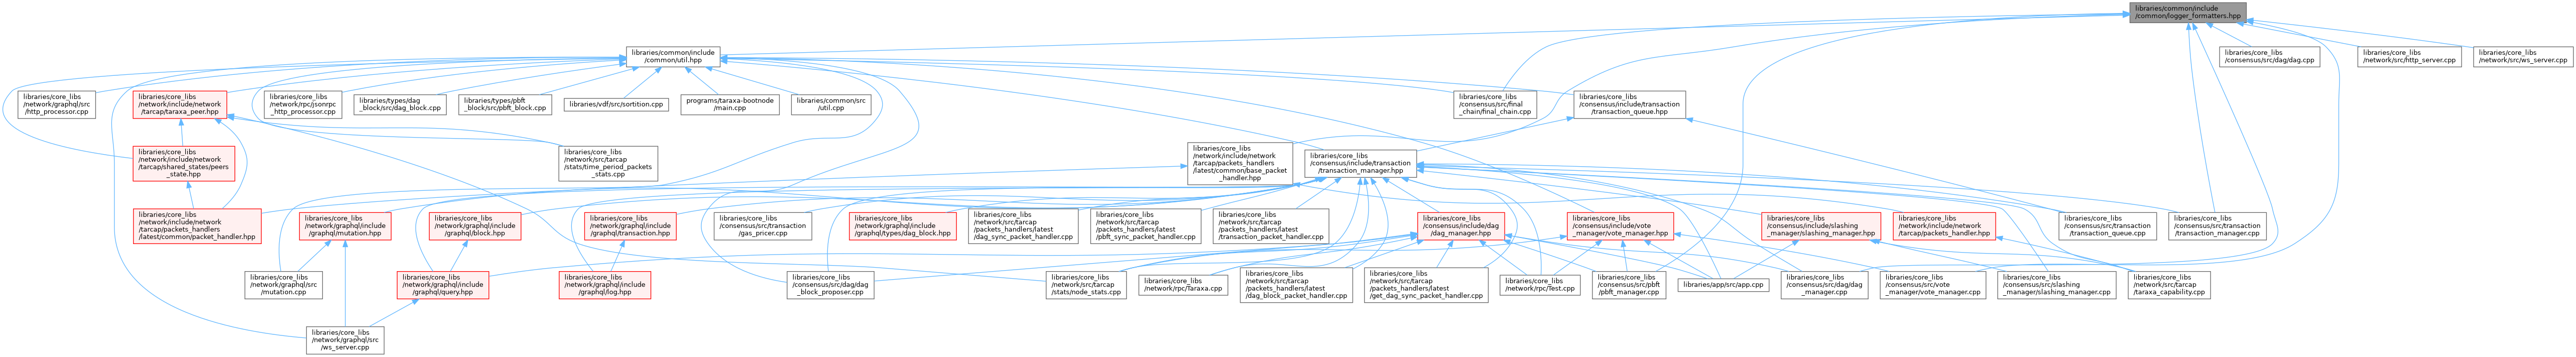 libraries/common/include
/common/logger_formatters.hpp
libraries/common/include
/common/util.hpp
libraries/core_libs
/consensus/src/dag/dag.cpp
libraries/core_libs
/network/src/http_server.cpp
libraries/core_libs
/network/src/ws_server.cpp
libraries/core_libs
/network/graphql/src
/http_processor.cpp
libraries/core_libs
/network/include/network
/tarcap/taraxa_peer.hpp
libraries/core_libs
/network/rpc/jsonrpc
_http_processor.cpp
libraries/types/dag
_block/src/dag_block.cpp
libraries/types/pbft
_block/src/pbft_block.cpp
libraries/vdf/src/sortition.cpp
programs/taraxa-bootnode
/main.cpp
libraries/common/src
/util.cpp
libraries/core_libs
/consensus/src/final
_chain/final_chain.cpp
libraries/core_libs
/consensus/include/transaction
/transaction_queue.hpp
libraries/core_libs
/network/include/network
/tarcap/shared_states/peers
_state.hpp
libraries/core_libs
/network/src/tarcap
/stats/time_period_packets
_stats.cpp
libraries/core_libs
/network/include/network
/tarcap/packets_handlers
/latest/common/base_packet
_handler.hpp
libraries/core_libs
/consensus/include/transaction
/transaction_manager.hpp
libraries/core_libs
/network/include/network
/tarcap/packets_handlers
/latest/common/packet_handler.hpp
libraries/core_libs
/network/graphql/include
/graphql/mutation.hpp
libraries/core_libs
/network/graphql/include
/graphql/block.hpp
libraries/core_libs
/network/graphql/include
/graphql/transaction.hpp
libraries/core_libs
/consensus/src/transaction
/gas_pricer.cpp
libraries/core_libs
/network/graphql/include
/graphql/types/dag_block.hpp
libraries/core_libs
/network/src/tarcap
/packets_handlers/latest
/dag_sync_packet_handler.cpp
libraries/core_libs
/network/src/tarcap
/packets_handlers/latest
/pbft_sync_packet_handler.cpp
libraries/core_libs
/network/src/tarcap
/packets_handlers/latest
/transaction_packet_handler.cpp
libraries/core_libs
/consensus/include/dag
/dag_manager.hpp
libraries/core_libs
/consensus/include/vote
_manager/vote_manager.hpp
libraries/core_libs
/consensus/include/slashing
_manager/slashing_manager.hpp
libraries/core_libs
/network/include/network
/tarcap/packets_handler.hpp
libraries/core_libs
/consensus/src/transaction
/transaction_queue.cpp
libraries/core_libs
/consensus/src/transaction
/transaction_manager.cpp
libraries/core_libs
/network/graphql/src
/mutation.cpp
libraries/core_libs
/network/graphql/include
/graphql/query.hpp
libraries/core_libs
/network/graphql/include
/graphql/log.hpp
libraries/core_libs
/consensus/src/dag/dag
_block_proposer.cpp
libraries/core_libs
/network/src/tarcap
/stats/node_stats.cpp
libraries/core_libs
/network/rpc/Taraxa.cpp
libraries/core_libs
/network/src/tarcap
/packets_handlers/latest
/dag_block_packet_handler.cpp
libraries/core_libs
/network/src/tarcap
/packets_handlers/latest
/get_dag_sync_packet_handler.cpp
libraries/core_libs
/network/rpc/Test.cpp
libraries/core_libs
/consensus/src/pbft
/pbft_manager.cpp
libraries/app/src/app.cpp
libraries/core_libs
/consensus/src/dag/dag
_manager.cpp
libraries/core_libs
/consensus/src/vote
_manager/vote_manager.cpp
libraries/core_libs
/consensus/src/slashing
_manager/slashing_manager.cpp
libraries/core_libs
/network/src/tarcap
/taraxa_capability.cpp
libraries/core_libs
/network/graphql/src
/ws_server.cpp